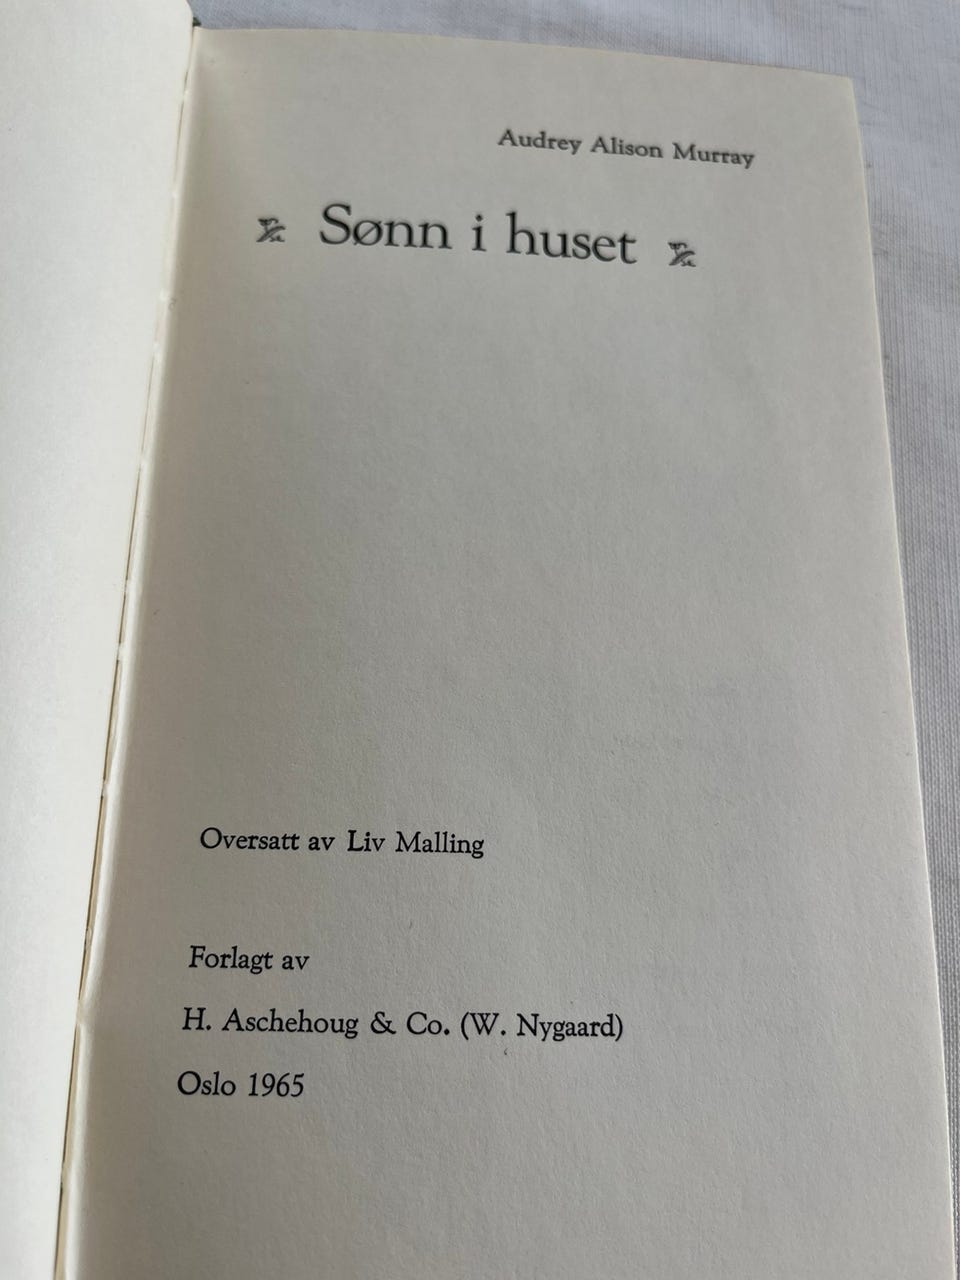 Audrey Alison Murray
Sønn i huset
Oversatt av Liv Malling
Forlagt av
H. Aschehoug & Co. (W. Nygaard)
Oslo 1965